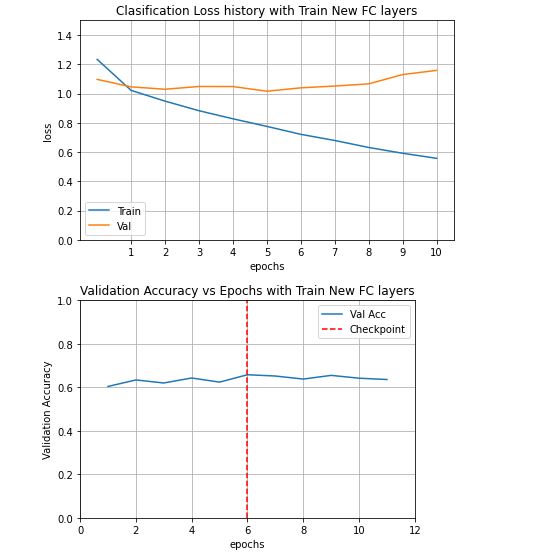 Clasification Loss history with Train New FC layers
1.4
1.2
1.0
0.8
0.6
0.4
0.2
0.0
loss
Train
Val
1 2 3 4 5 6 7 8 9 10
epochs
Validation Accuracy vs Epochs with Train New FC layers
1.0
0.8
0.6
0.4
0.2
0.0
Validation Accuracy
Val Acc
Checkpoint
0 2 4 6 8 10 12
epochs